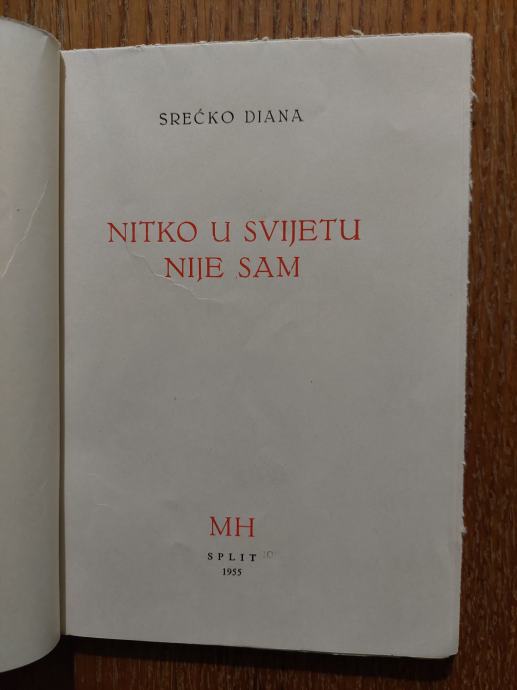 SREĆKO DIANA
NITKO U SVIJETU
NIJE SAM
MH
SPLIT
1955